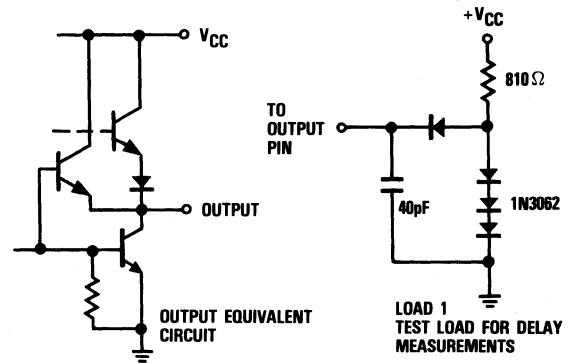 VCC
OUTPUT
OUTPUT EQUIVALENT
CIRCUIT
+VCC
810Ω
TO
OUTPUT
PIN
40pF
1N3062
LOAD 1
TEST LOAD FOR DELAY
MEASUREMENTS